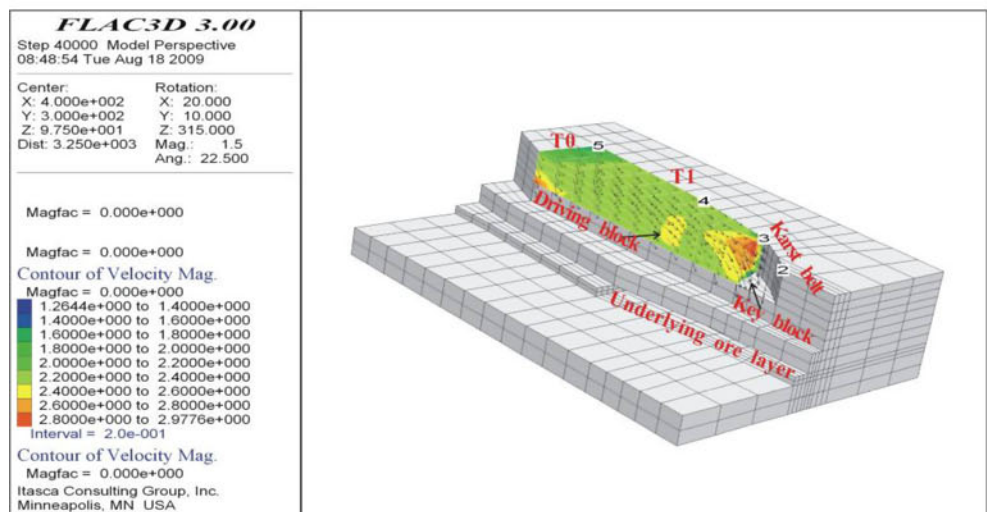 FLAC3D 3.00
Step 40000 Model Perspective
08:48:54 Tue Aug 18 2009
Center:
X: 4.000e+002
Y: 3.000e+002
Z: 9.750e+001
Dist: 3.250e+003
Rotation:
X: 20.000
Y: 10.000
Z: 315.000
Mag.: 1.5
Ang.: 22.500
Magfac = 0.000e+000
Magfac = 0.000e+000
Contour of Velocity Mag.
Magfac = 0.000e+000
1.2644e+000 to 1.4000e+000
1.4000e+000 to 1.6000e+000
1.6000e+000 to 1.8000e+000
1.8000e+000 to 2.0000e+000
2.0000e+000 to 2.2000e+000
2.2000e+000 to 2.4000e+000
2.4000e+000 to 2.6000e+000
2.6000e+000 to 2.8000e+000
2.8000e+000 to 2.9776e+000
Interval = 2.0e-001
Contour of Velocity Mag.
Magfac = 0.000e+000
Itasca Consulting Group, Inc.
Minneapolis, MN USA
T0
5
T1
4
3
2
Karst belt
Driving block
Key block
Underlying ore layer